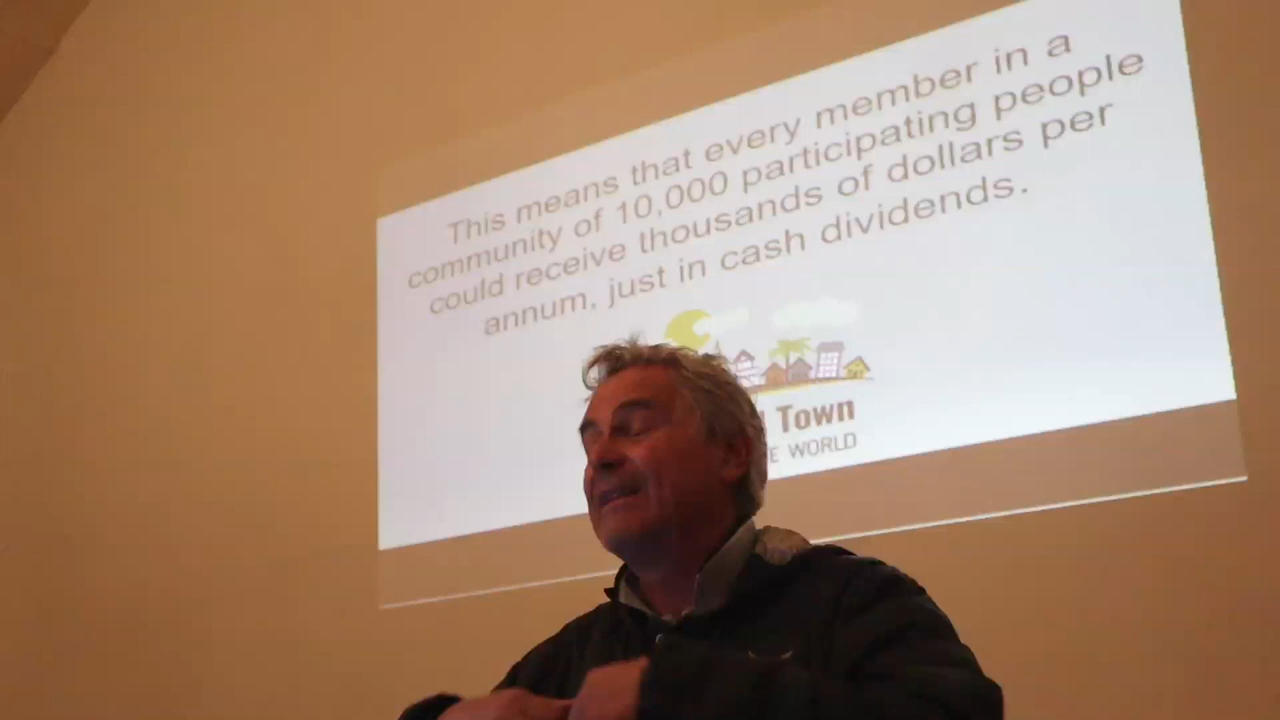 This means that every member in a
community of 10,000 participating people
could receive thousands of dollars per
annum, just in cash dividends.
Town
WORLD